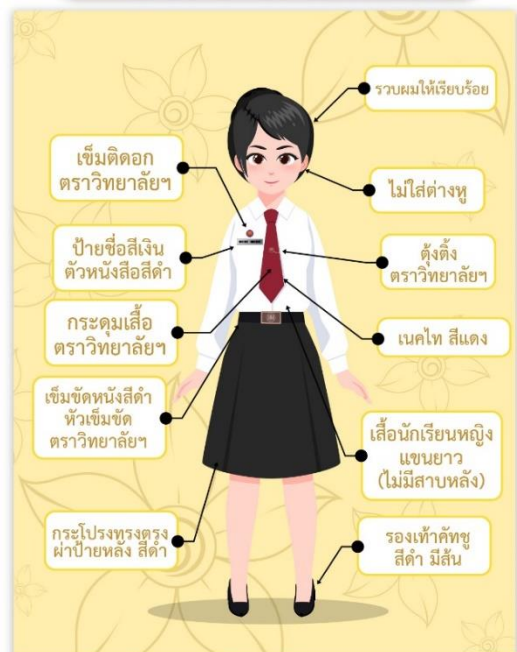 รวบผมให้เรียบร้อย
เข็มติดอก
ตราวิทยาลัยฯ
ไม่ใส่ต่างหู
ป้ายชื่อสีเงิน
ตัวหนังสือสีดำ
ตุ้งติ้ง
ตราวิทยาลัยฯ
กระดุมเสื้อ
ตราวิทยาลัยฯ
เนคไท สีแดง
เข็มขัดหนังสีดำ
หัวเข็มขัด
ตราวิทยาลัยฯ
เสื้อนักเรียนหญิง
แขนยาว
(ไม่มีสาบหลัง)
กระโปรงทรงตรง
ผ่าป้ายหลัง สีดำ
รองเท้าคัทชู
สีดำ มีส้น